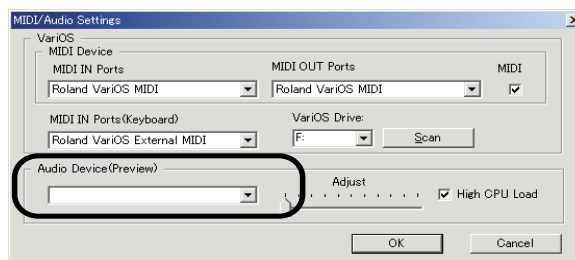 MIDI/Audio Settings
VariOS
MIDI Device
MIDI IN Ports MIDI OUT Ports MIDI
Roland VariOS MIDI Roland VariOS MIDI
MIDI IN Ports(Keyboard) VariOS Drive:
Roland VariOS External MIDI F: Scan
Audio Device(Preview)
Adjust
High CPU Load
OK Cancel